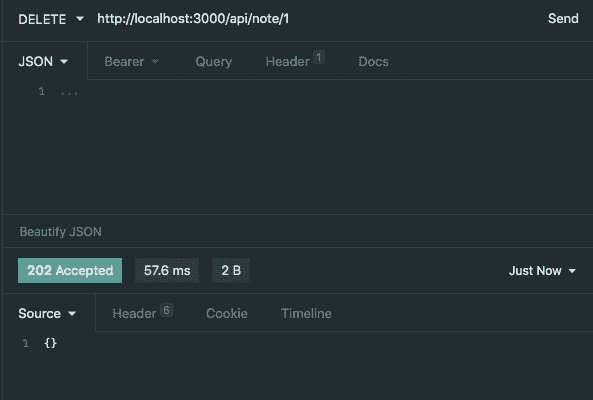 DELETE http://localhost:3000/api/note/1 Send
JSON Bearer Query Header 1 Docs
1 ...
Beautify JSON
202 Accepted 57.6 ms 2 B Just Now
Source Header 6 Cookie Timeline
1 {}